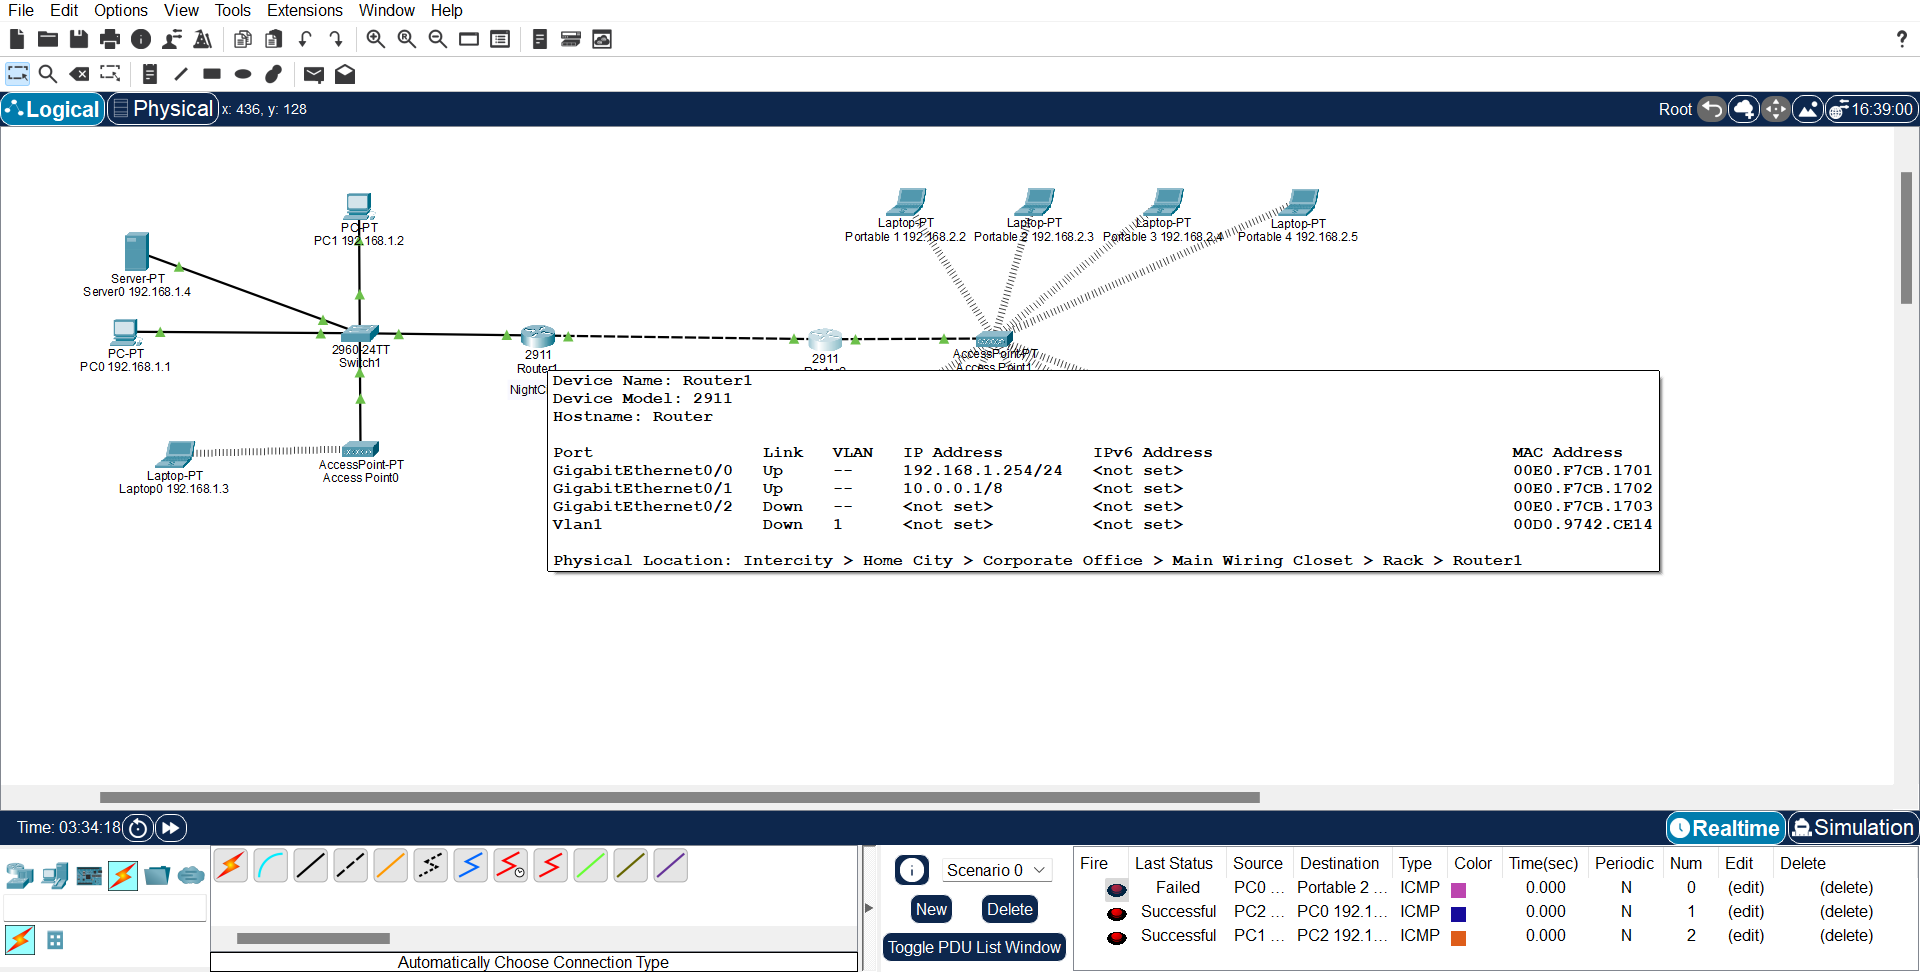 File Edit Options View Tools Extensions Window Help
Logical Physical x: 436, y: 128
Root 16:39:00
PC-PT
PC1 192.168.1.2
Server-PT
Server0 192.168.1.4
PC-PT
PC0 192.168.1.1
2960-24TT
Switch1
2911
Router1
NightC
2911
Laptop-PT
Portable 1 192.168.2.2
Laptop-PT
Portable 2 192.168.2.3
Laptop-PT
Portable 3 192.168.2.4
Laptop-PT
Portable 4 192.168.2.5
AccessPoint-PT
Access Point1
Laptop-PT
Laptop0 192.168.1.3
AccessPoint-PT
Access Point0
Device Name: Router1
Device Model: 2911
Hostname: Router
Port Link VLAN IP Address IPv6 Address MAC Address
GigabitEthernet0/0 Up -- 192.168.1.254/24 <not set> 00E0.F7CB.1701
GigabitEthernet0/1 Up -- 10.0.0.1/8 <not set> 00E0.F7CB.1702
GigabitEthernet0/2 Down -- <not set> <not set> 00E0.F7CB.1703
Vlan1 Down 1 <not set> <not set> 00D0.9742.CE14
Physical Location: Intercity > Home City > Corporate Office > Main Wiring Closet > Rack > Router1
Time: 03:34:18
Realtime Simulation
Automatically Choose Connection Type
Scenario 0
New Delete
Toggle PDU List Window
Fire Last Status Source Destination Type Color Time(sec) Periodic Num Edit Delete
Failed PC0 ... Portable 2 ... ICMP 0.000 N 0 (edit) (delete)
Successful PC2 ... PC0 192.1... ICMP 0.000 N 1 (edit) (delete)
Successful PC1 ... PC2 192.1... ICMP 0.000 N 2 (edit) (delete)